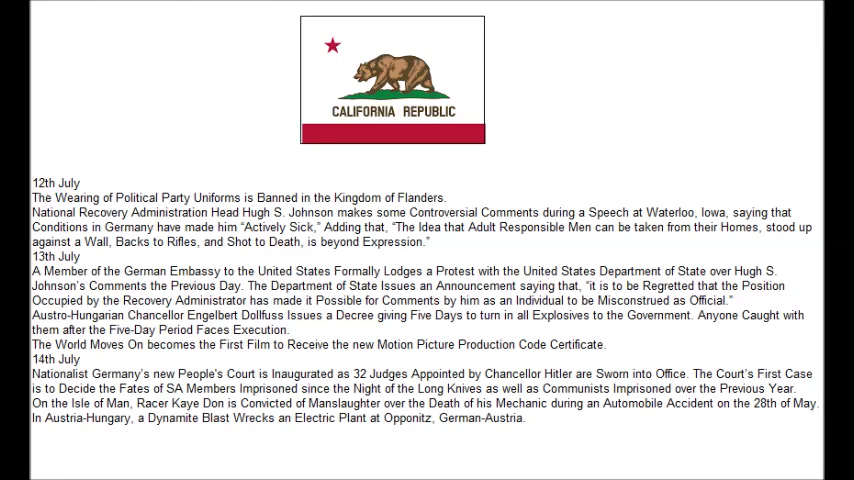 CALIFORNIA REPUBLIC
12th July
The Wearing of Political Party Uniforms is Banned in the Kingdom of Flanders.
National Recovery Administration Head Hugh S. Johnson makes some Controversial Comments during a Speech at Waterloo, Iowa, saying that
Conditions in Germany have made him “Actively Sick,” Adding that, “The Idea that Adult Responsible Men can be taken from their Homes, stood up
against a Wall, Backs to Rifles, and Shot to Death, is beyond Expression.”
13th July
A Member of the German Embassy to the United States Formally Lodges a Protest with the United States Department of State over Hugh S.
Johnson’s Comments the Previous Day. The Department of State Issues an Announcement saying that, “it is to be Regretted that the Position
Occupied by the Recovery Administrator has made it Possible for Comments by him as an Individual to be Misconstrued as Official.”
Austro-Hungarian Chancellor Engelbert Dollfuss Issues a Decree giving Five Days to turn in all Explosives to the Government. Anyone Caught with
them after the Five-Day Period Faces Execution.
The World Moves On becomes the First Film to Receive the new Motion Picture Production Code Certificate.
14th July
Nationalist Germany’s new People’s Court is Inaugurated as 32 Judges Appointed by Chancellor Hitler are Sworn into Office. The Court’s First Case
is to Decide the Fates of SA Members Imprisoned since the Night of the Long Knives as well as Communists Imprisoned over the Previous Year.
On the Isle of Man, Racer Kaye Don is Convicted of Manslaughter over the Death of his Mechanic during an Automobile Accident on the 28th of May.
In Austria-Hungary, a Dynamite Blast Wrecks an Electric Plant at Opponitz, German-Austria.